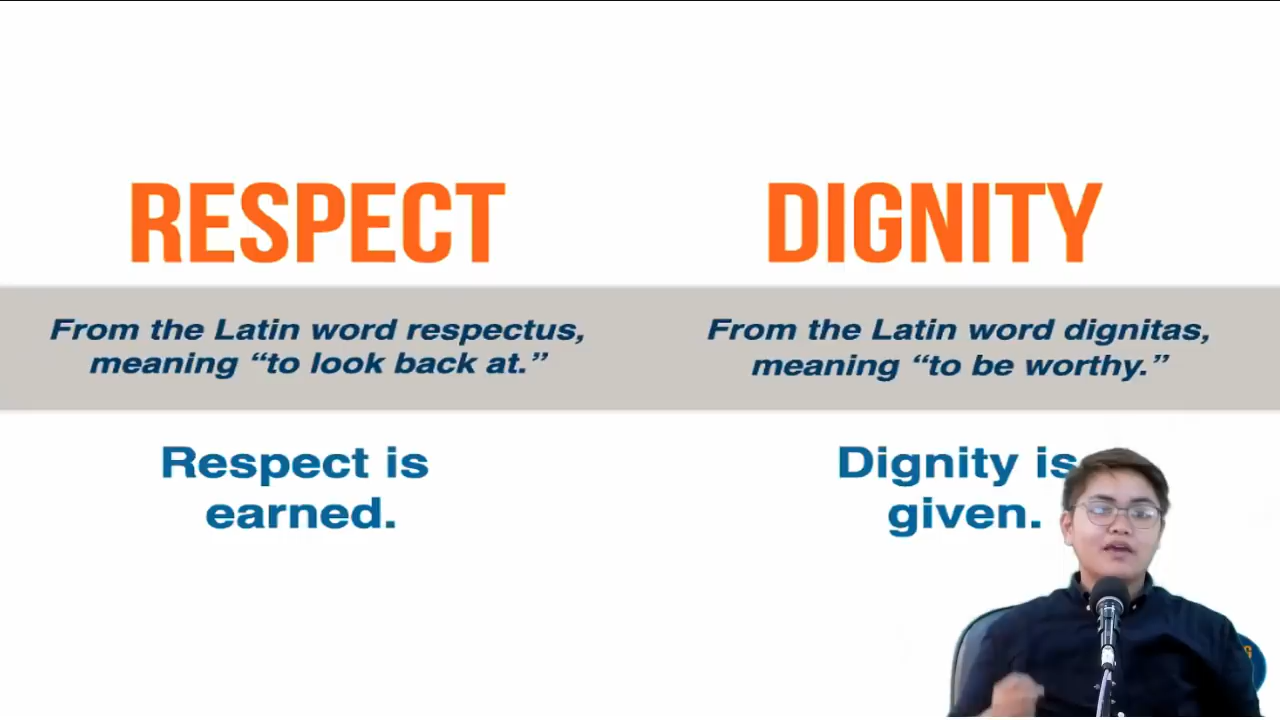 RESPECT
DIGNITY
From the Latin word respectus,
meaning “to look back at.”
From the Latin word dignitas,
meaning “to be worthy.”
Respect is
earned.
Dignity is
given.